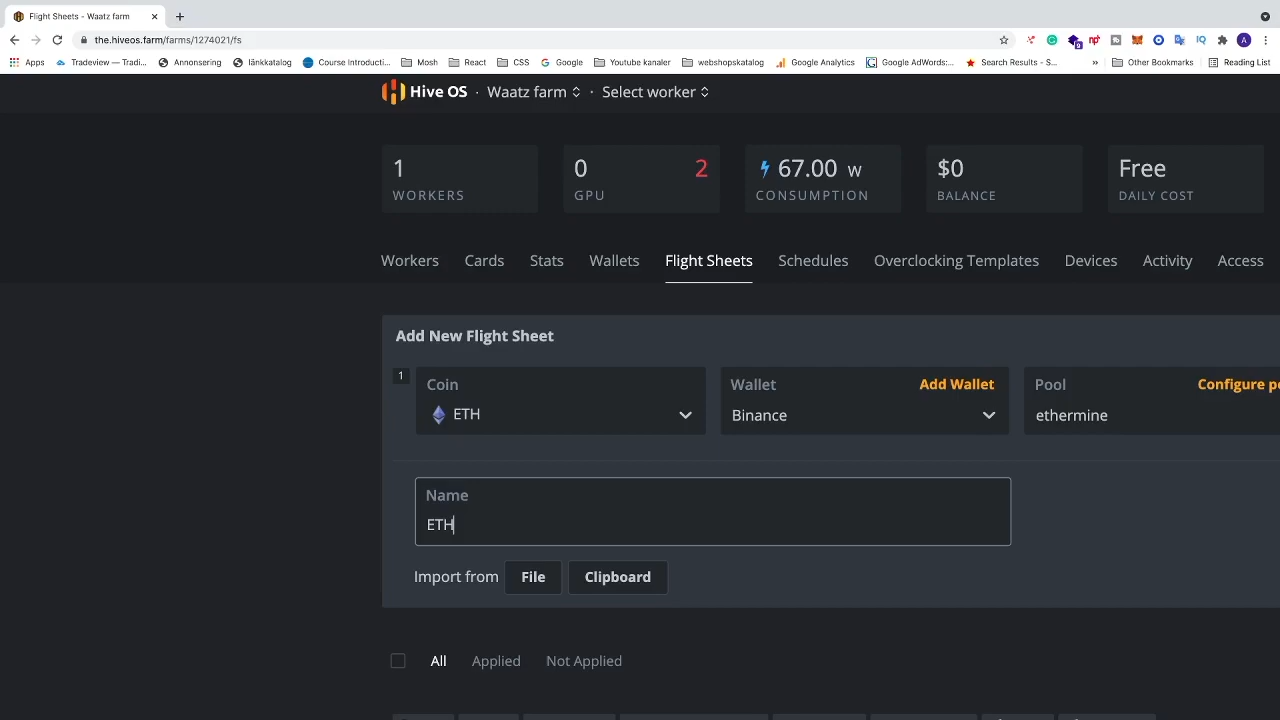 Flight Sheets - Waatz farm
the.hiveos.farm/farms/1274021/fs
A
Apps Tradeview — Tradi... Annonsering länkkatalog Course Introducti... Mosh React CSS Google Youtube kanaler webshopskatalog Google Analytics Google AdWords:... Search Results - S... » Other Bookmarks Reading List
Hive OS · Waatz farm · Select worker
1 0 2 67.00 W $0 Free
WORKERS GPU CONSUMPTION BALANCE DAILY COST
Workers Cards Stats Wallets Flight Sheets Schedules Overclocking Templates Devices Activity Access
Add New Flight Sheet
1 Coin Wallet Add Wallet Pool Configure
ETH Binance ethermine
Name
ETH
Import from File Clipboard
All Applied Not Applied